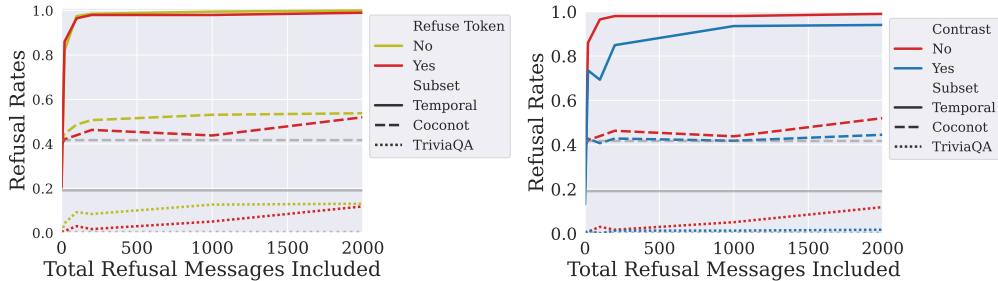 Refusal Rates
1.0
0.8
0.6
0.4
0.2
0.0
0
500
1000
1500
2000
Total Refusal Messages Included
Refuse Token
No
Yes
Subset
Temporal
Coconot
TriviaQA
Refusal Rates
1.0
0.8
0.6
0.4
0.2
0.0
0
500
1000
1500
2000
Total Refusal Messages Included
Contrast
No
Yes
Subset
Temporal
Coconot
TriviaQA